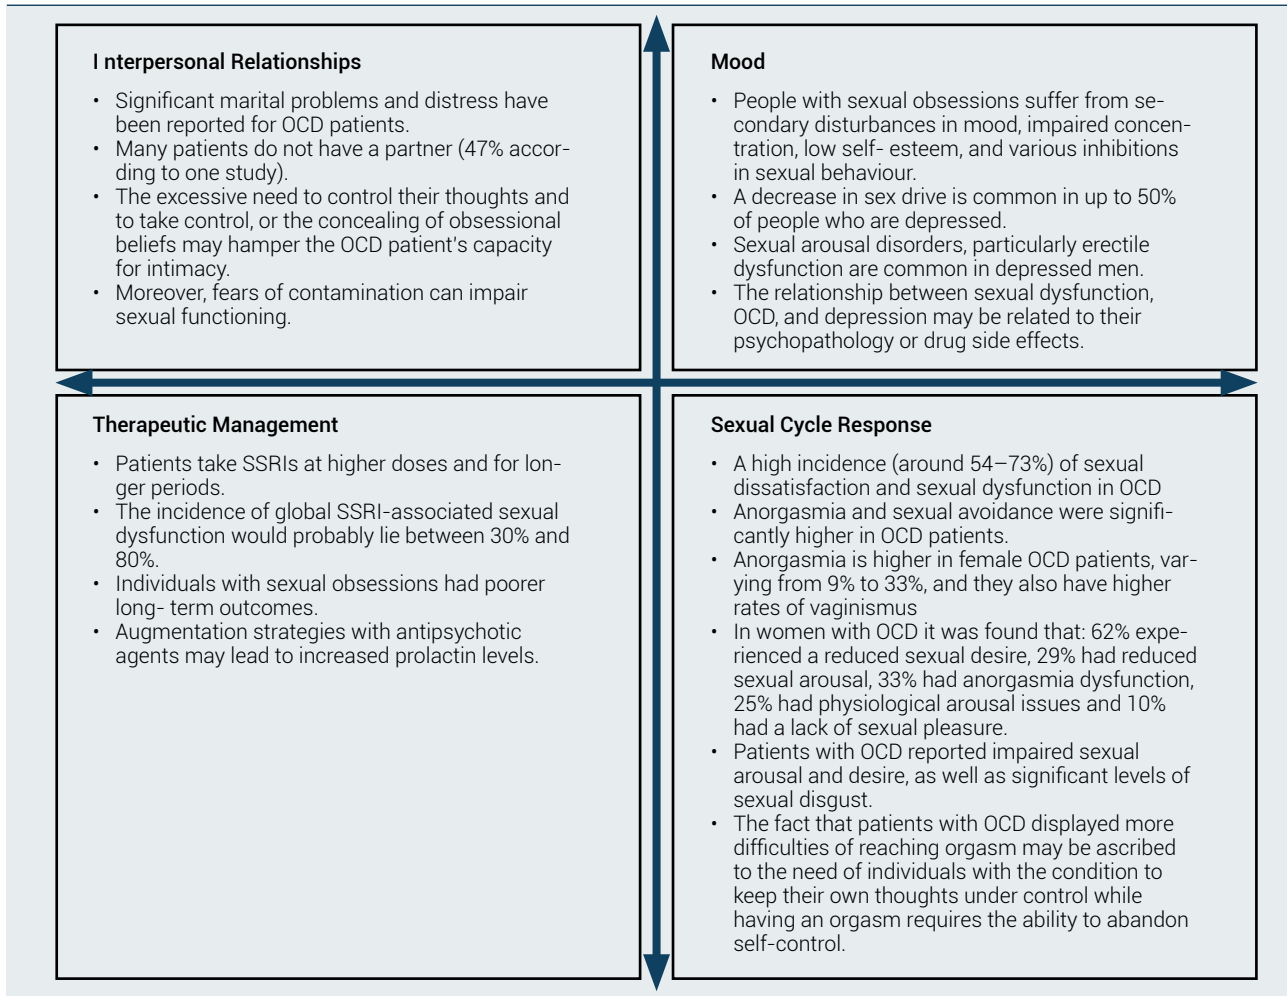 I nterpersonal Relationships
• Significant marital problems and distress have
been reported for OCD patients.
• Many patients do not have a partner (47% accor-
ding to one study).
• The excessive need to control their thoughts and
to take control, or the concealing of obsessional
beliefs may hamper the OCD patient's capacity
for intimacy.
• Moreover, fears of contamination can impair
sexual functioning.
Mood
• People with sexual obsessions suffer from se-
condary disturbances in mood, impaired concen-
tration, low self- esteem, and various inhibitions
in sexual behaviour.
• A decrease in sex drive is common in up to 50%
of people who are depressed.
• Sexual arousal disorders, particularly erectile
dysfunction are common in depressed men.
• The relationship between sexual dysfunction,
OCD, and depression may be related to their
psychopathology or drug side effects.
Therapeutic Management
• Patients take SSRIs at higher doses and for lon-
ger periods.
• The incidence of global SSRI-associated sexual
dysfunction would probably lie between 30% and
80%.
• Individuals with sexual obsessions had poorer
long- term outcomes.
• Augmentation strategies with antipsychotic
agents may lead to increased prolactin levels.
Sexual Cycle Response
• A high incidence (around 54–73%) of sexual
dissatisfaction and sexual dysfunction in OCD
• Anorgasmia and sexual avoidance were signifi-
cantly higher in OCD patients.
• Anorgasmia is higher in female OCD patients, var-
ying from 9% to 33%, and they also have higher
rates of vaginismus
• In women with OCD it was found that: 62% expe-
rienced a reduced sexual desire, 29% had reduced
sexual arousal, 33% had anorgasmia dysfunction,
25% had physiological arousal issues and 10%
had a lack of sexual pleasure.
• Patients with OCD reported impaired sexual
arousal and desire, as well as significant levels of
sexual disgust.
• The fact that patients with OCD displayed more
difficulties of reaching orgasm may be ascribed
to the need of individuals with the condition to
keep their own thoughts under control while
having an orgasm requires the ability to abandon
self-control.